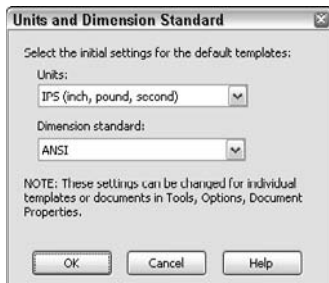 Units and Dimension Standard
Select the initial settings for the default templates:
Units:
IPS (inch, pound, second)
Dimension standard:
ANSI
NOTE: These settings can be changed for individual
templates or documents in Tools, Options, Document
Properties.
OK Cancel Help